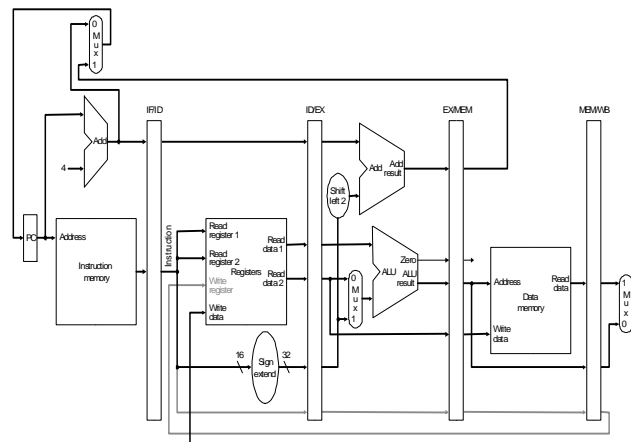 0
M
u
x
1
IF/ID
ID/EX
EX/MEM
MEM/WB
Add
4
Add
Add
result
Shift
left 2
PC
Address
Instruction
memory
Instruction
Read
register 1
Read
register 2
Write
register
Write
data
Registers
Read
data 1
Read
data 2
0
M
u
x
1
Zero
ALU
ALU
result
Address
Write
data
Read
data
Data
memory
1
M
u
x
0
16
Sign
extend
32